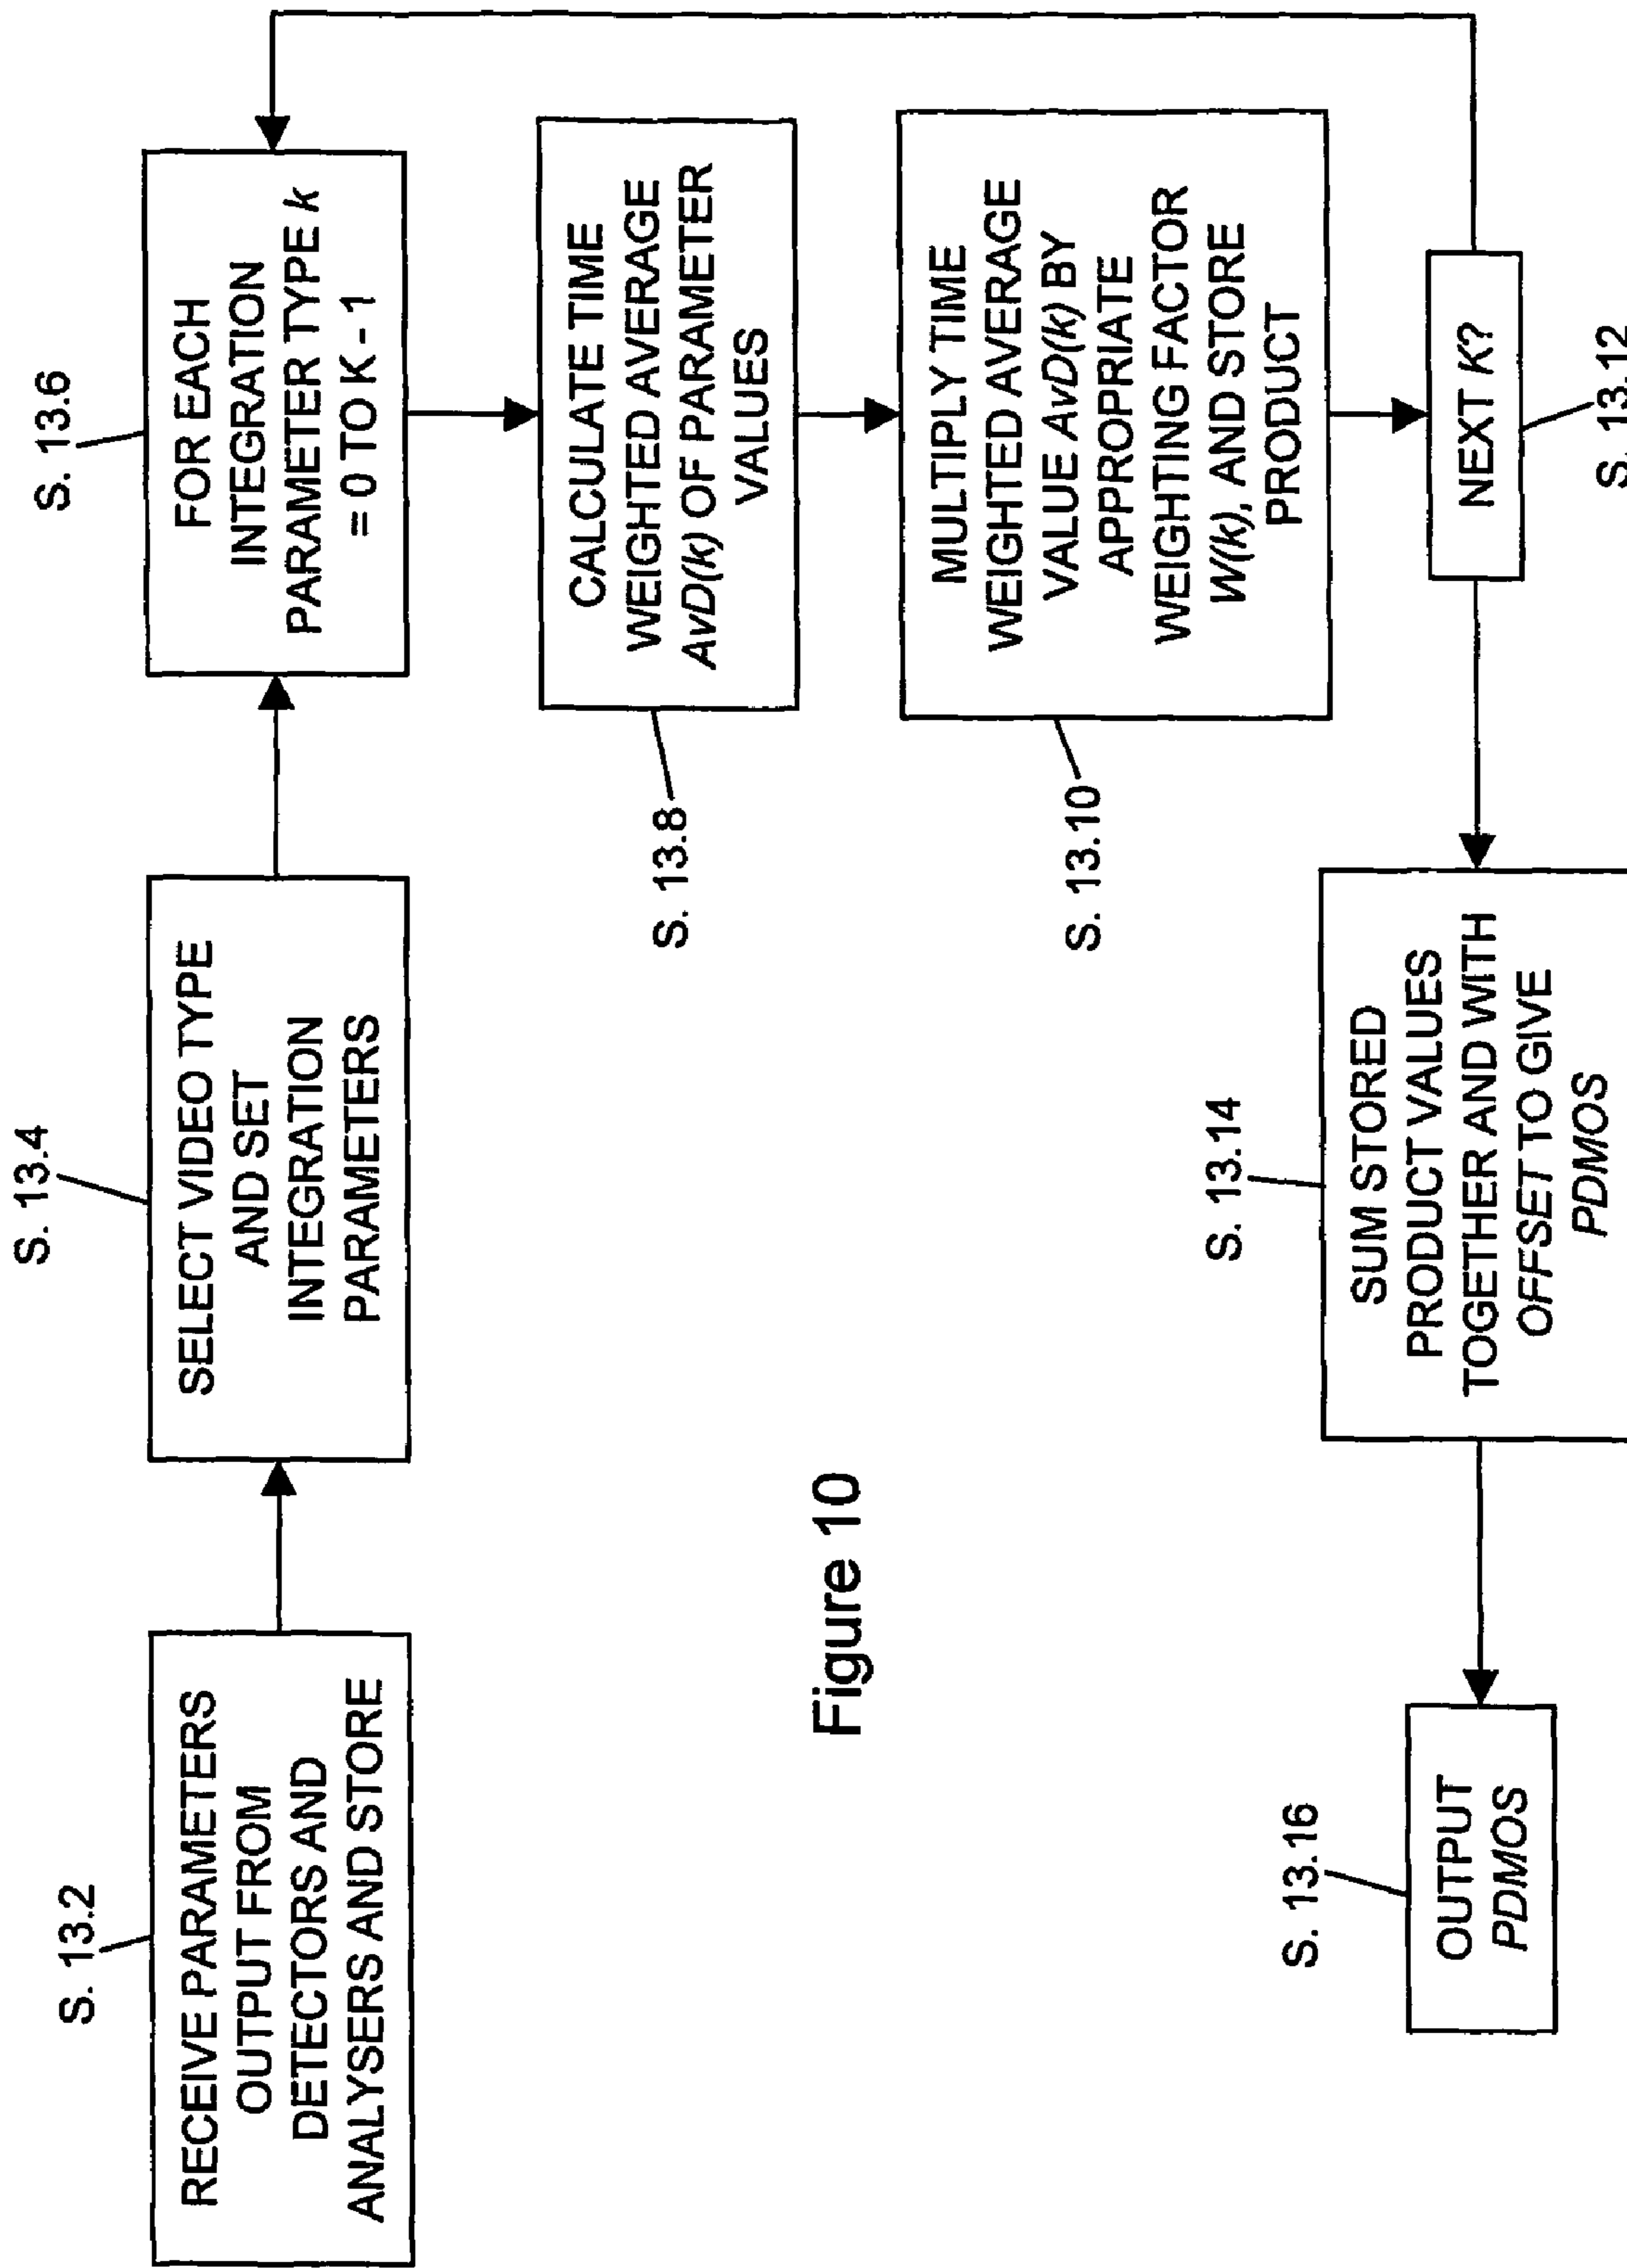 S. 13.2
RECEIVE PARAMETERS
OUTPUT FROM
DETECTORS AND
ANALYSERS AND STORE
S. 13.4
SELECT VIDEO TYPE
AND SET
INTEGRATION
PARAMETERS
S. 13.6
FOR EACH
INTEGRATION
PARAMETER TYPE k
= 0 TO K - 1
S. 13.8
CALCULATE TIME
WEIGHTED AVERAGE
AvD(k) OF PARAMETER
VALUES
S. 13.10
MULTIPLY TIME
WEIGHTED AVERAGE
VALUE AvD(k) BY
APPROPRIATE
WEIGHTING FACTOR
W(k), AND STORE
PRODUCT
NEXT K?
S. 13.12
S. 13.14
SUM STORED
PRODUCT VALUES
TOGETHER AND WITH
OFFSET TO GIVE
PDMOS
S. 13.16
OUTPUT
PDMOS
Figure 10